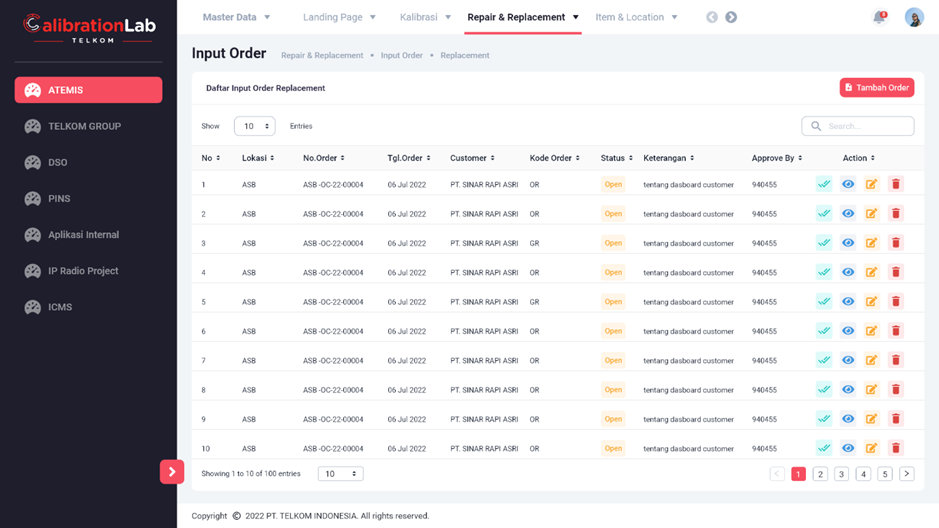 CalibrationLab
TELKOM
Master Data Landing Page Kalibrasi Repair & Replacement Item & Location 8
Input Order Repair & Replacement • Input Order • Replacement
ATEMIS
TELKOM GROUP
DSO
PINS
Aplikasi Internal
IP Radio Project
ICMS
Daftar Input Order Replacement Tambah Order
Show 10 Entries Search...
No Lokasi No.Order Tgl.Order Customer Kode Order Status Keterangan Approve By Action
1 ASB ASB -OC-22-00004 06 Jul 2022 PT. SINAR RAPI ASRI OR Open tentang dasboard customer 940455
2 ASB ASB -OC-22-00004 06 Jul 2022 PT. SINAR RAPI ASRI OR Open tentang dasboard customer 940455
3 ASB ASB -OC-22-00004 06 Jul 2022 PT. SINAR RAPI ASRI GR Open tentang dasboard customer 940455
4 ASB ASB -OC-22-00004 06 Jul 2022 PT. SINAR RAPI ASRI OR Open tentang dasboard customer 940455
5 ASB ASB -OC-22-00004 06 Jul 2022 PT. SINAR RAPI ASRI GR Open tentang dasboard customer 940455
6 ASB ASB -OC-22-00004 06 Jul 2022 PT. SINAR RAPI ASRI OR Open tentang dasboard customer 940455
7 ASB ASB -OC-22-00004 06 Jul 2022 PT. SINAR RAPI ASRI OR Open tentang dasboard customer 940455
8 ASB ASB -OC-22-00004 06 Jul 2022 PT. SINAR RAPI ASRI OR Open tentang dasboard customer 940455
9 ASB ASB -OC-22-00004 06 Jul 2022 PT. SINAR RAPI ASRI OR Open tentang dasboard customer 940455
10 ASB ASB -OC-22-00004 06 Jul 2022 PT. SINAR RAPI ASRI OR Open tentang dasboard customer 940455
Showing 1 to 10 of 100 entries 10 < 1 2 3 4 5 >
Copyright © 2022 PT. TELKOM INDONESIA. All rights reserved.